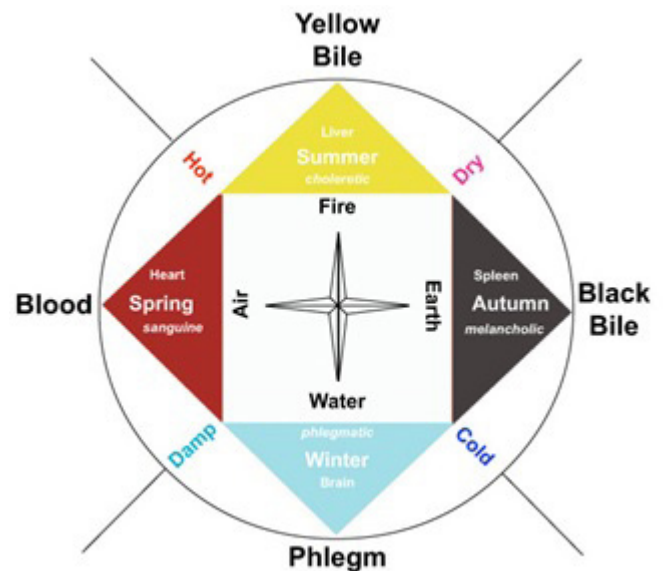 Yellow
Bile
Liver
Summer
choleretic
Hot
Dry
Fire
Blood
Heart
Spring
sanguine
Air
Earth
Spleen
Autumn
melancholic
Black
Bile
Water
phlegmatic
Winter
Brain
Damp
Cold
Phlegm